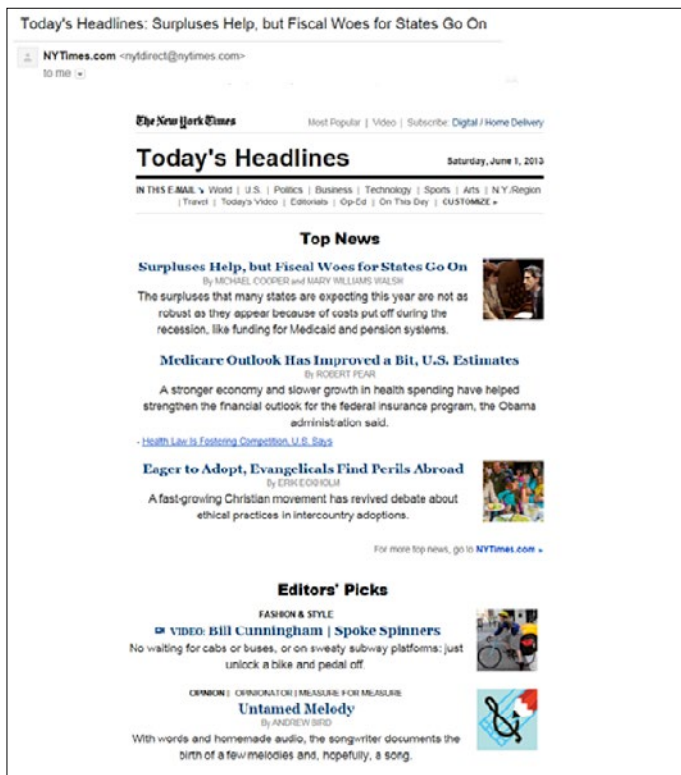 Today's Headlines: Surpluses Help, but Fiscal Woes for States Go On
NYTimes.com <nytdirect@nytimes.com>
to me
The New York Times
Most Popular | Video | Subscribe: Digital / Home Delivery
Today's Headlines
Saturday, June 1, 2013
IN THIS E-MAIL World | U.S. | Politics | Business | Technology | Sports | Arts | N.Y./Region
| Travel | Today's Video | Editorials | Op-Ed | On This Day | CUSTOMIZE »
Top News
Surpluses Help, but Fiscal Woes for States Go On
By MICHAEL COOPER and MARY WILLIAMS WALSH
The surpluses that many states are expecting this year are not as
robust as they appear because of costs put off during the
recession, like funding for Medicaid and pension systems.
Medicare Outlook Has Improved a Bit, U.S. Estimates
By ROBERT PEAR
A stronger economy and slower growth in health spending have helped
strengthen the financial outlook for the federal insurance program, the Obama
administration said.
- Health Law Is Fostering Competition, U.S. Says
Eager to Adopt, Evangelicals Find Perils Abroad
By ERIK ECKHOLM
A fast-growing Christian movement has revived debate about
ethical practices in intercountry adoptions.
For more top news, go to NYTimes.com »
Editors' Picks
FASHION & STYLE
VIDEO: Bill Cunningham | Spoke Spinners
No waiting for cabs or buses, or on sweaty subway platforms: just
unlock a bike and pedal off.
OPINION | OPINIONATOR | MEASURE FOR MEASURE
Untamed Melody
By ANDREW BIRD
With words and homemade audio, the songwriter documents the
birth of a few melodies and, hopefully, a song.